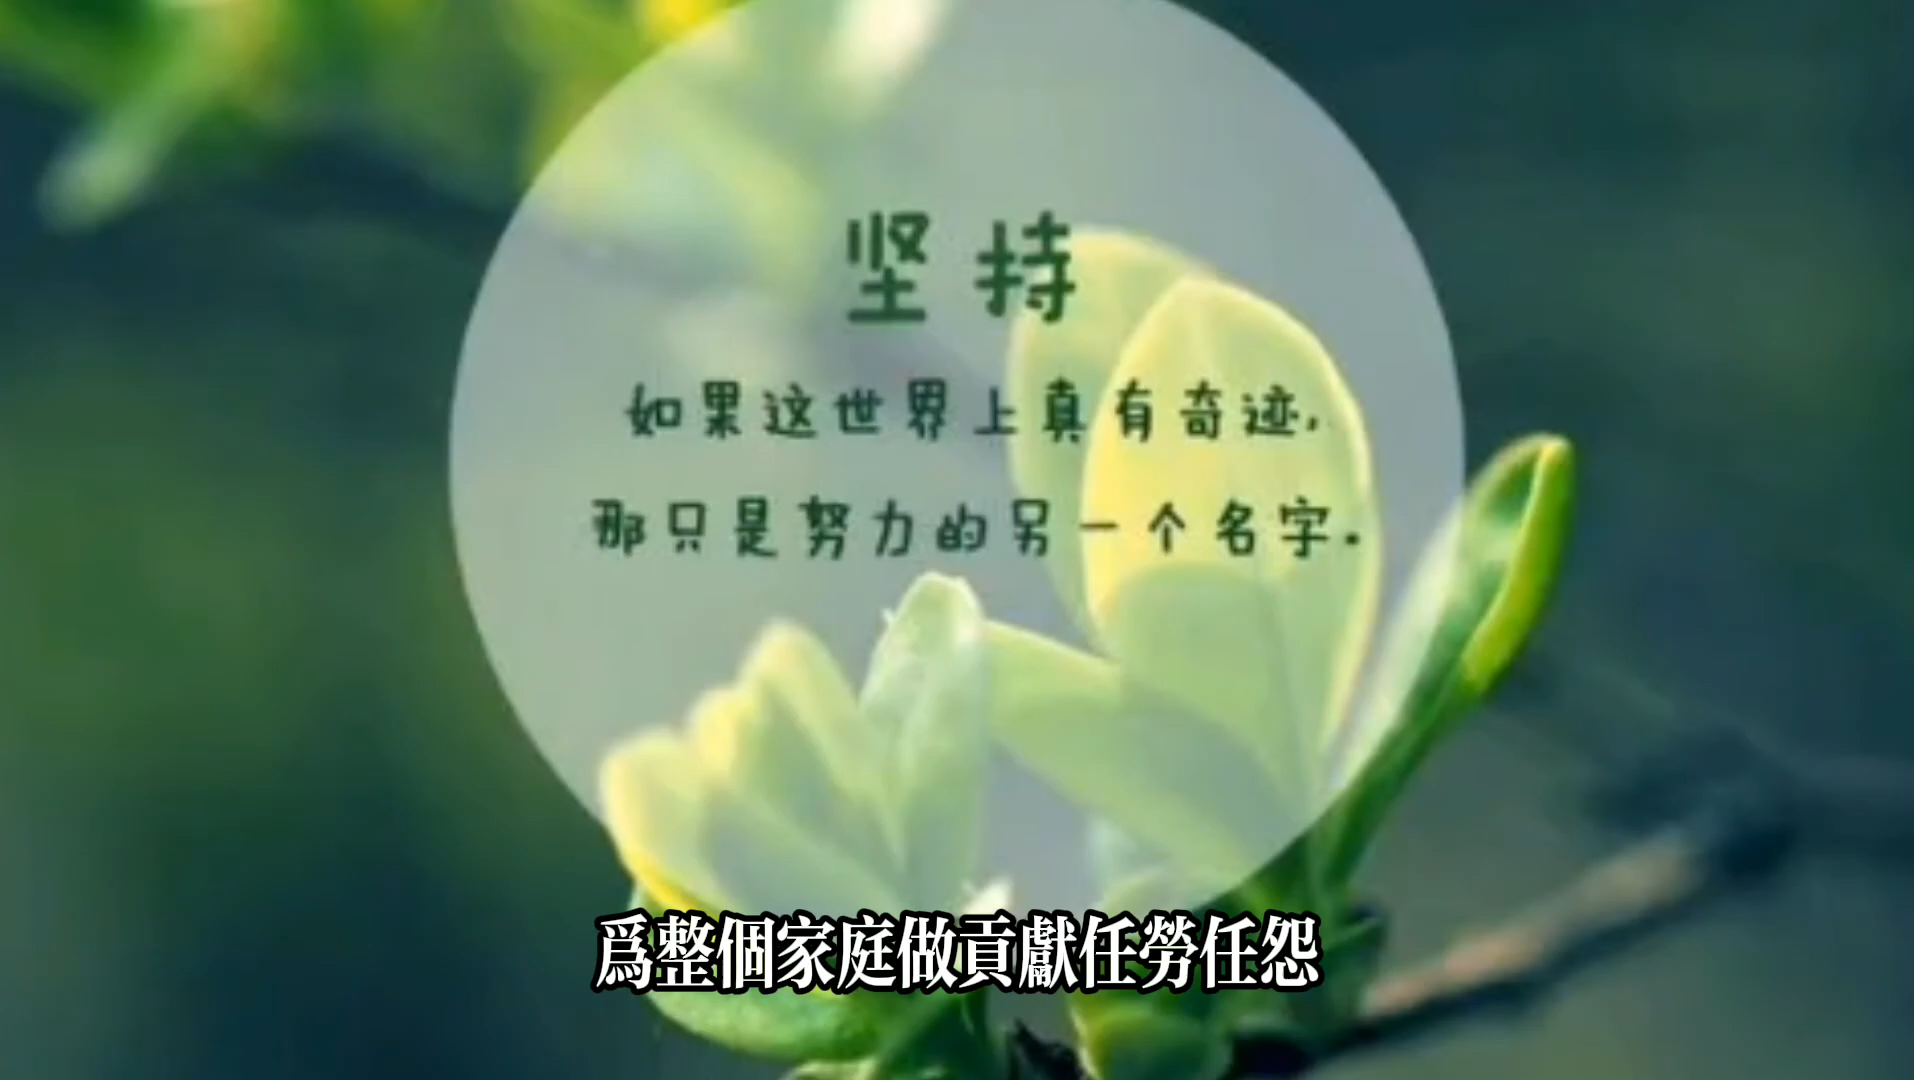 坚持
如果这世界上真有奇迹,
那只是努力的另一个名字.
爲整個家庭做貢獻任勞任怨